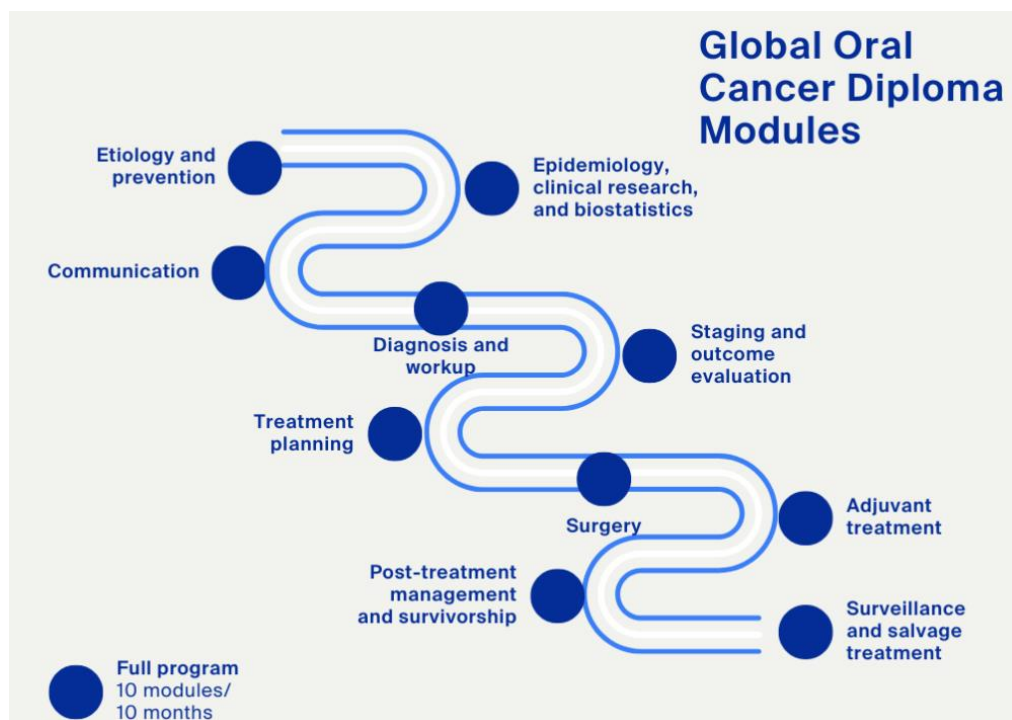 Global Oral
Cancer Diploma
Modules
Etiology and
prevention
Epidemiology,
clinical research,
and biostatistics
Communication
Diagnosis and
workup
Staging and
outcome
evaluation
Treatment
planning
Surgery
Adjuvant
treatment
Post-treatment
management
and survivorship
Surveillance
and salvage
treatment
Full program
10 modules/
10 months